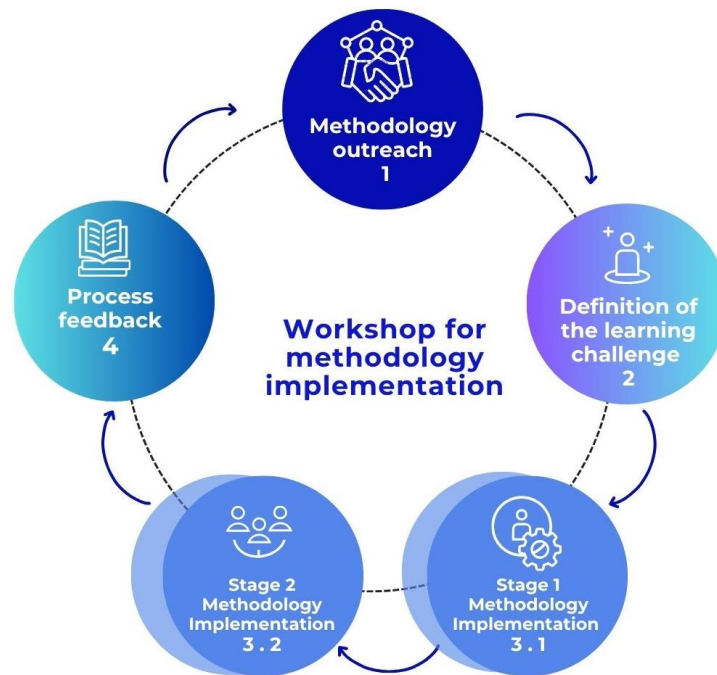 Methodology
outreach
1
Definition of
the learning
challenge
2
Stage 1
Methodology
Implementation
3.1
Stage 2
Methodology
Implementation
3.2
Process
feedback
4
Workshop for
methodology
implementation